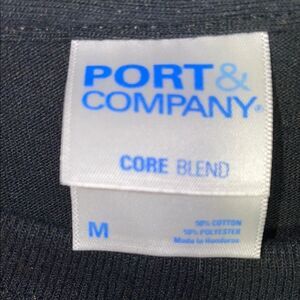 PORT&
COMPANY®
CORE BLEND
M
50% COTTON
50% POLYESTER
Made in Honduras